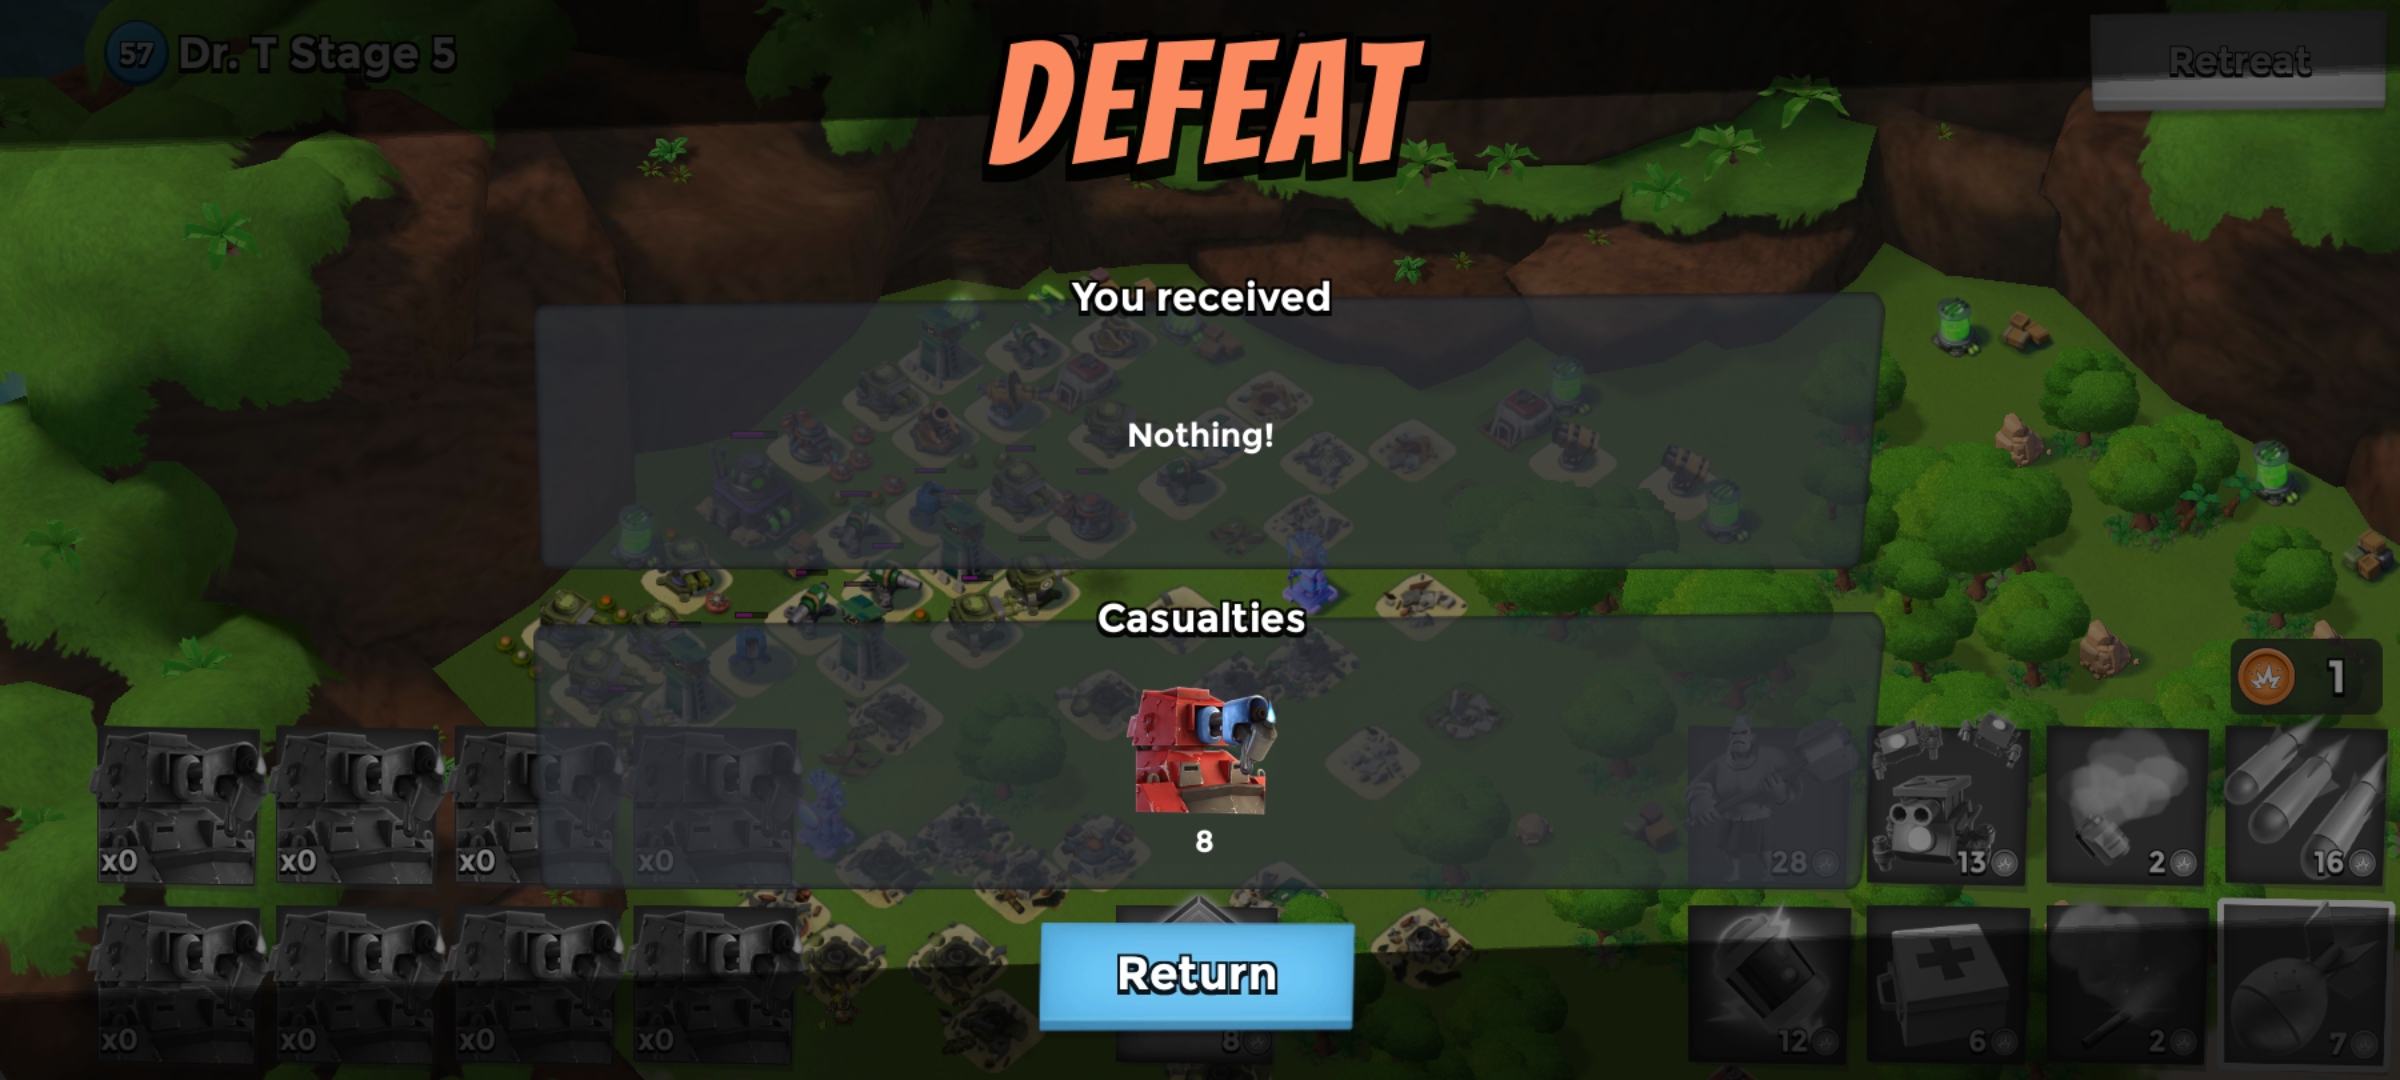 57 Dr. T Stage 5
DEFEAT
Retreat
You received
Nothing!
Casualties
8
1
x0 x0 x0 x0
28 13 2 16
x0 x0 x0 x0
Return
8
12 6 2 7